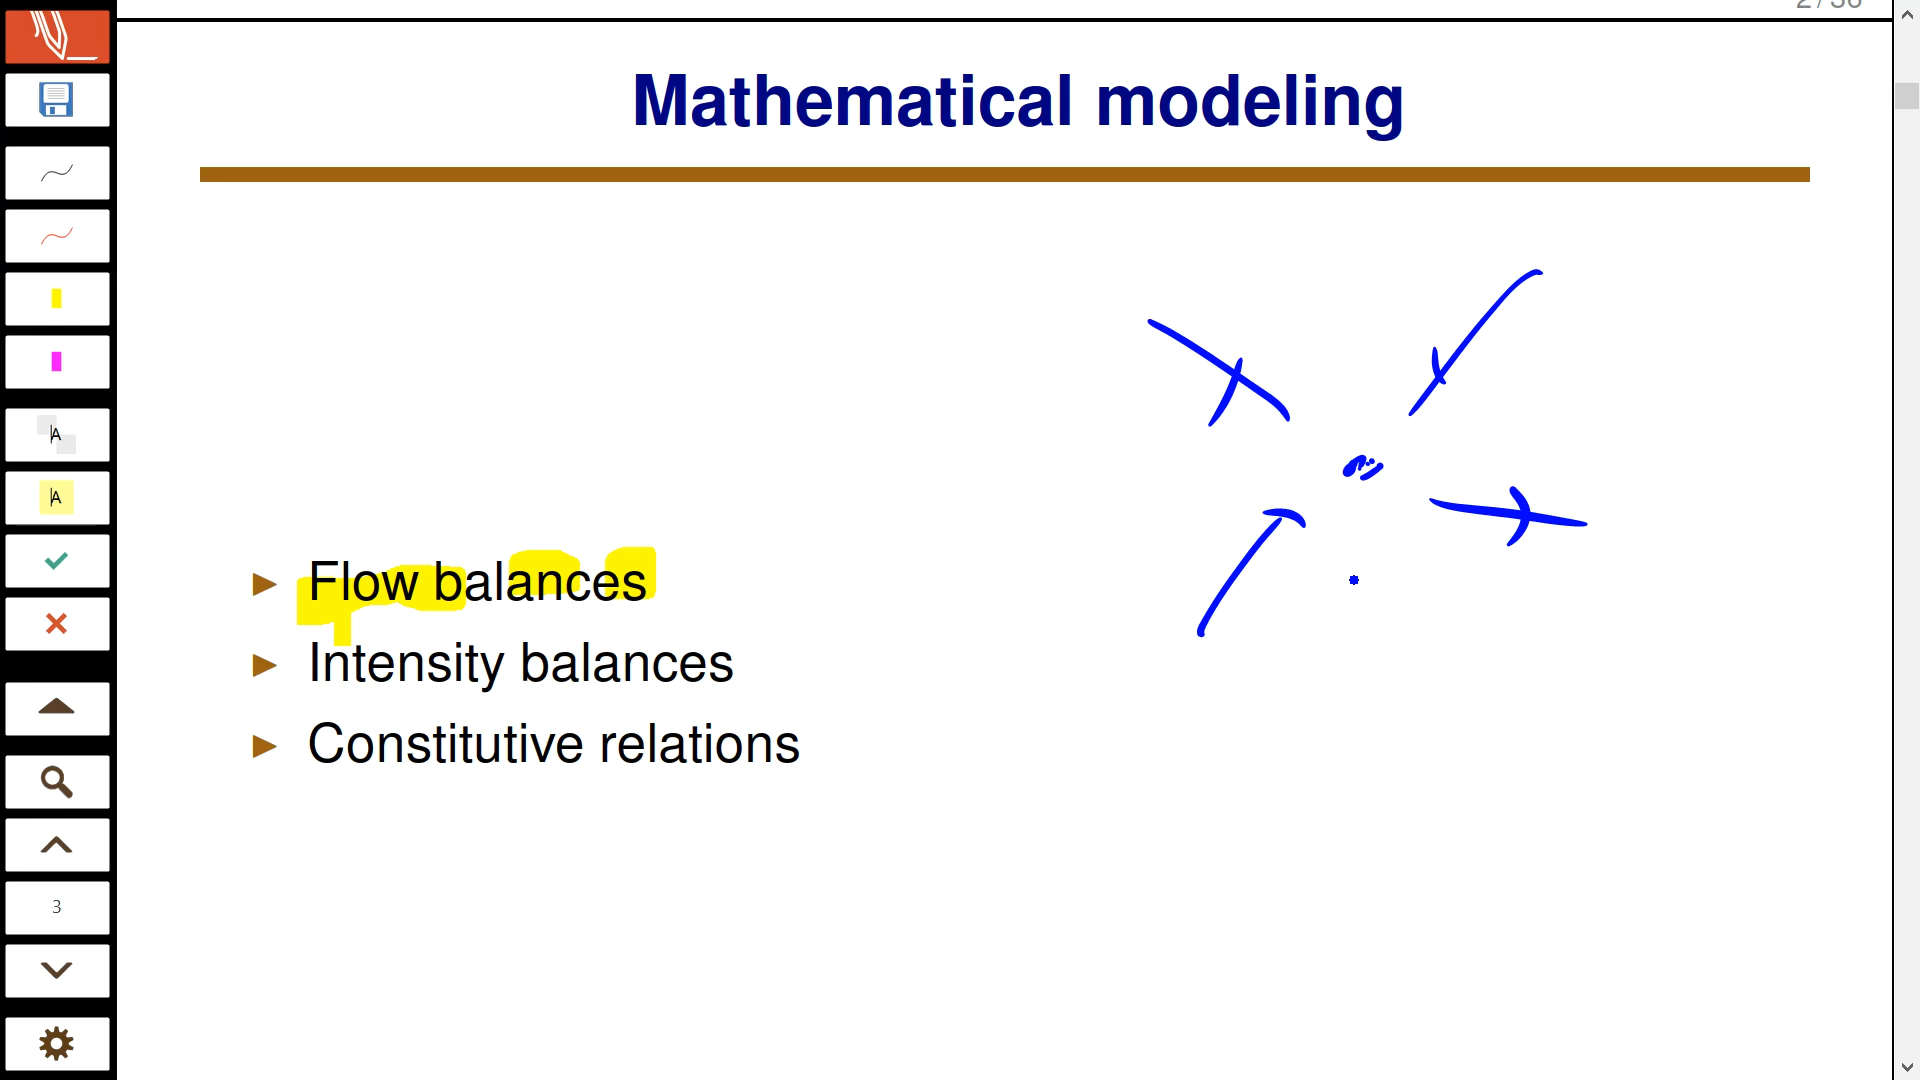 Mathematical modeling
► Flow balances
► Intensity balances
► Constitutive relations
A
A
3